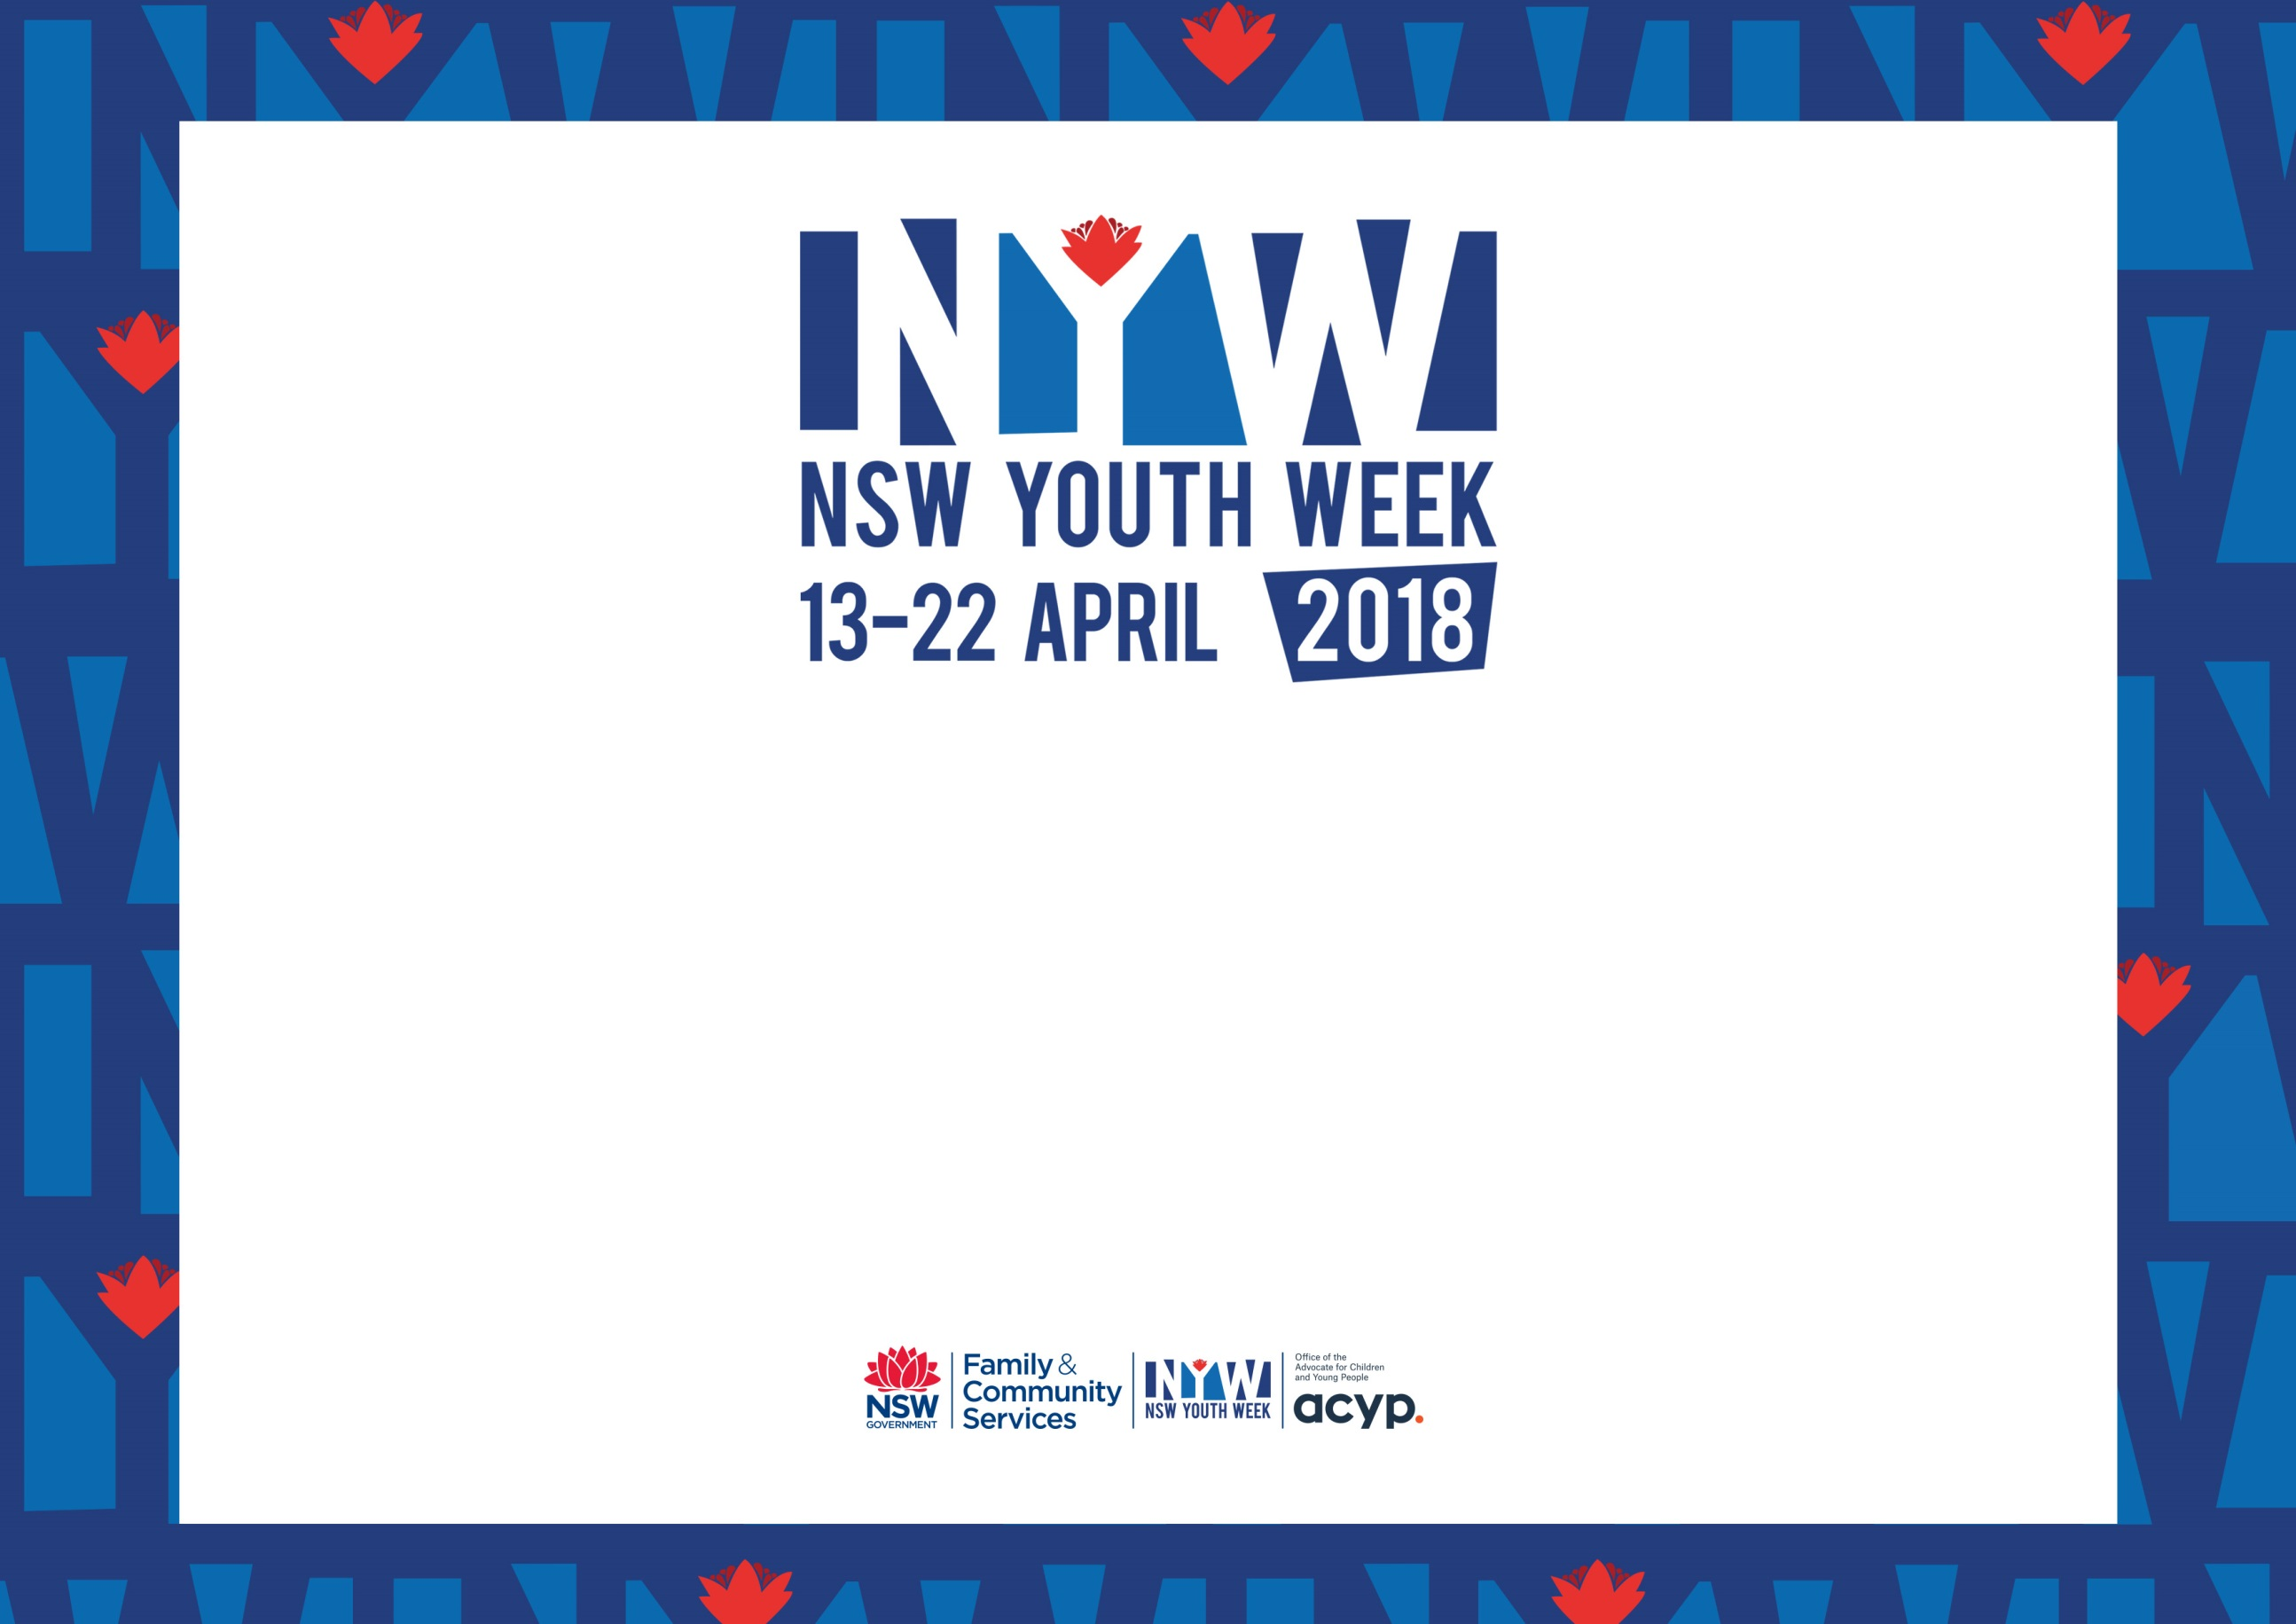 NYW
NSW YOUTH WEEK
13–22 APRIL 2018
NSW
GOVERNMENT
Family &
Community
Services
NYW
NSW YOUTH WEEK
Office of the
Advocate for Children
and Young People
acyp.